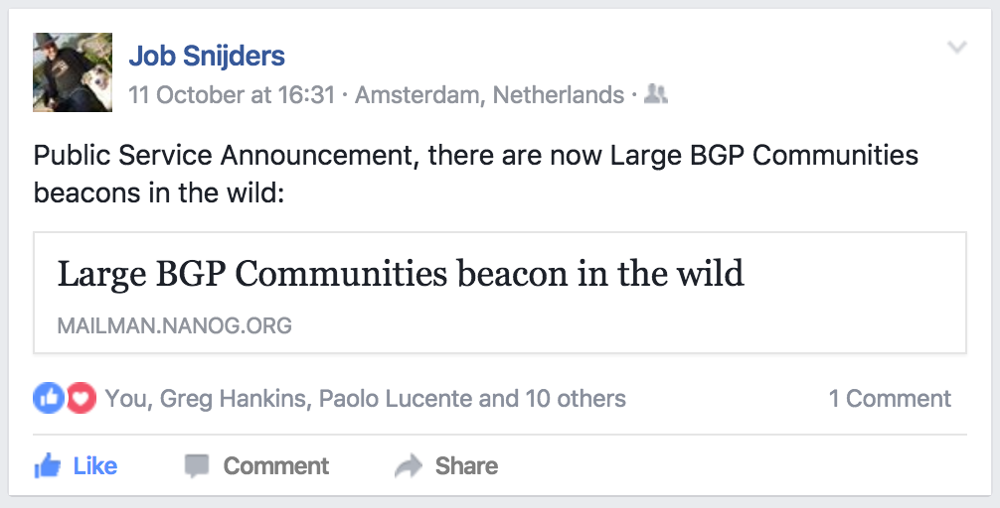 Job Snijders
11 October at 16:31 · Amsterdam, Netherlands ·
Public Service Announcement, there are now Large BGP Communities
beacons in the wild:
Large BGP Communities beacon in the wild
MAILMAN.NANOG.ORG
You, Greg Hankins, Paolo Lucente and 10 others 1 Comment
Like Comment Share